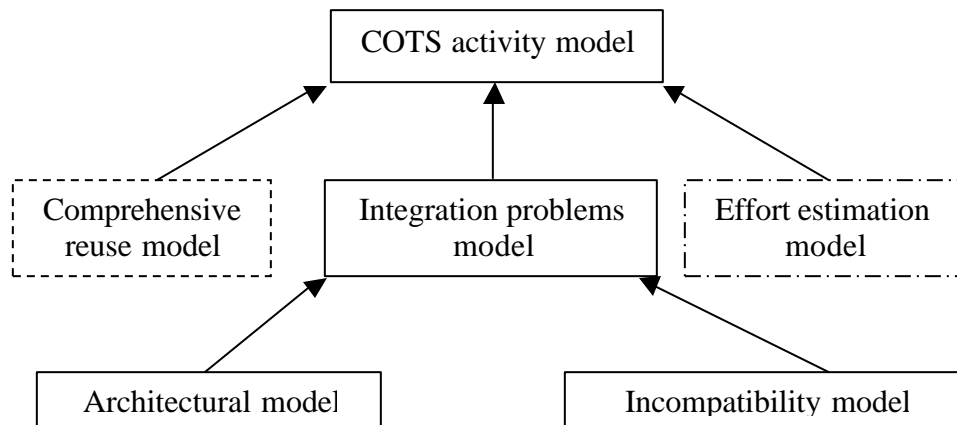 COTS activity model
Comprehensive
reuse model
Integration problems
model
Effort estimation
model
Architectural model
Incompatibility model